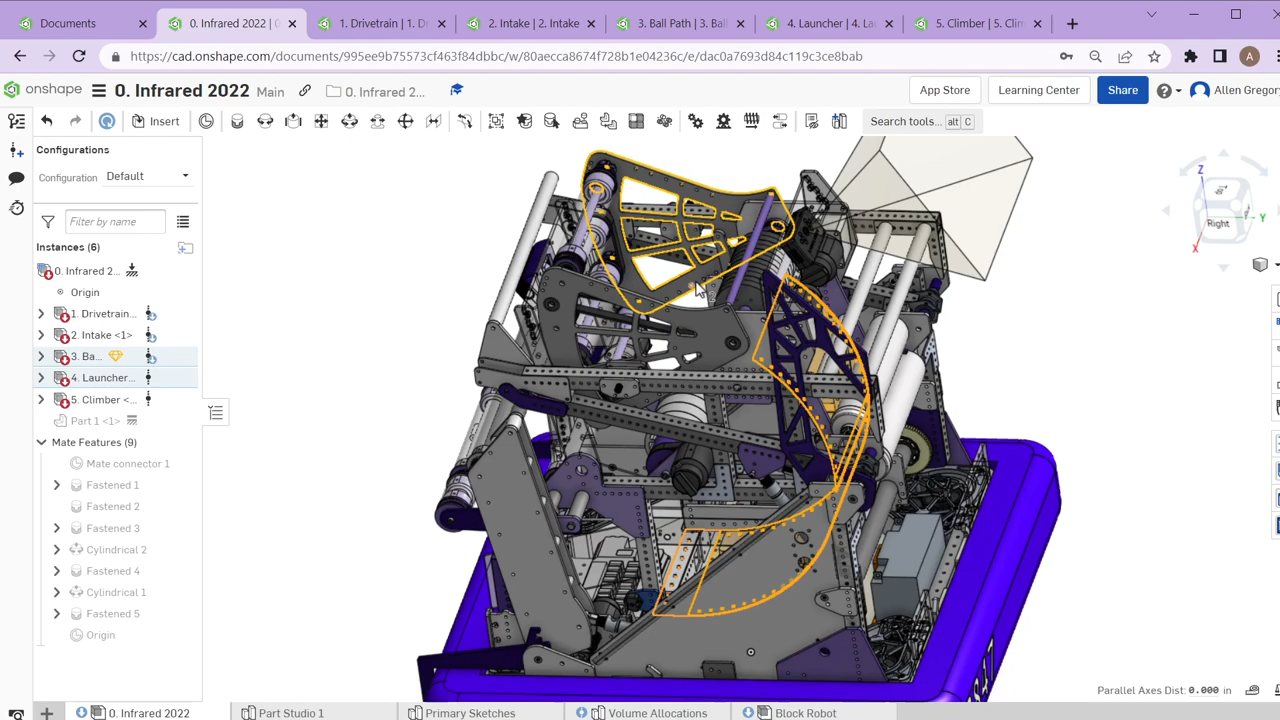 Documents
0. Infrared 2022 |
1. Drivetrain | 1. D
2. Intake | 2. Intake
3. Ball Path | 3. Bal
4. Launcher | 4. La
5. Climber | 5. Clim
https://cad.onshape.com/documents/995ee9b75573cf463f84dbbc/w/80aecca8674f728b1e04236c/e/dac0a7693d84c119c3ce8bab
A
onshape
0. Infrared 2022
Main
0. Infrared 2...
App Store
Learning Center
Share
Allen Gregory
Insert
Search tools...
alt
C
Configurations
Configuration
Default
Filter by name
Instances (6)
0. Infrared 2...
Origin
1. Drivetrain...
2. Intake <1>
3. Ba...
4. Launcher...
5. Climber <...
Part 1 <1>
Mate Features (9)
Mate connector 1
Fastened 1
Fastened 2
Fastened 3
Cylindrical 2
Fastened 4
Cylindrical 1
Fastened 5
Origin
Z
Right
Y
X
Parallel Axes Dist: 0.000 in
0. Infrared 2022
Part Studio 1
Primary Sketches
Volume Allocations
Block Robot